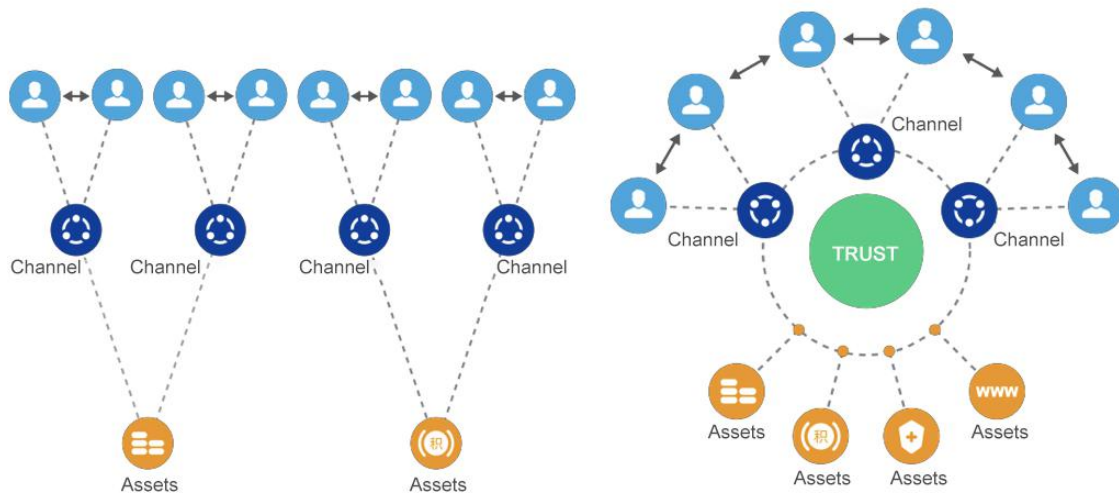 Channel
Channel
Channel
Channel
积
Assets
Assets
Channel
Channel
Channel
TRUST
www
积
Assets
Assets
Assets
Assets